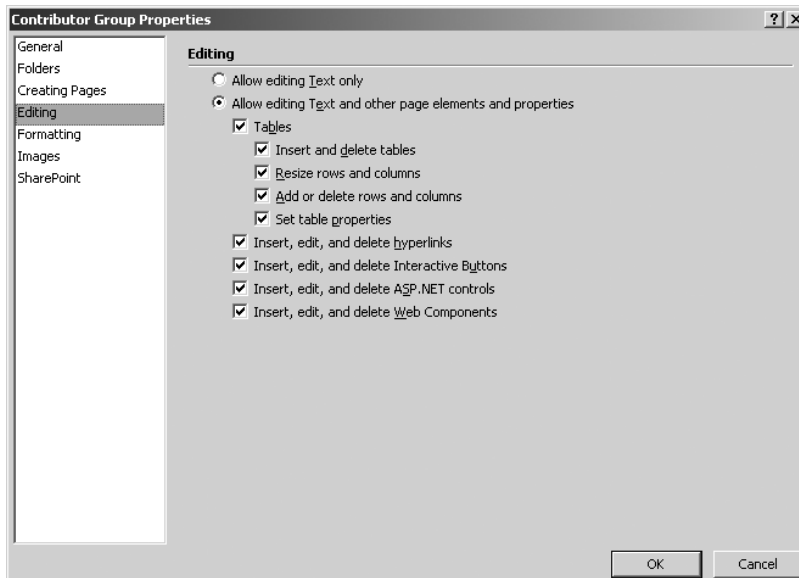 Contributor Group Properties
General
Folders
Creating Pages
Editing
Formatting
Images
SharePoint
Editing
Allow editing Text only
Allow editing Text and other page elements and properties
Tables
Insert and delete tables
Resize rows and columns
Add or delete rows and columns
Set table properties
Insert, edit, and delete hyperlinks
Insert, edit, and delete Interactive Buttons
Insert, edit, and delete ASP.NET controls
Insert, edit, and delete Web Components
OK Cancel